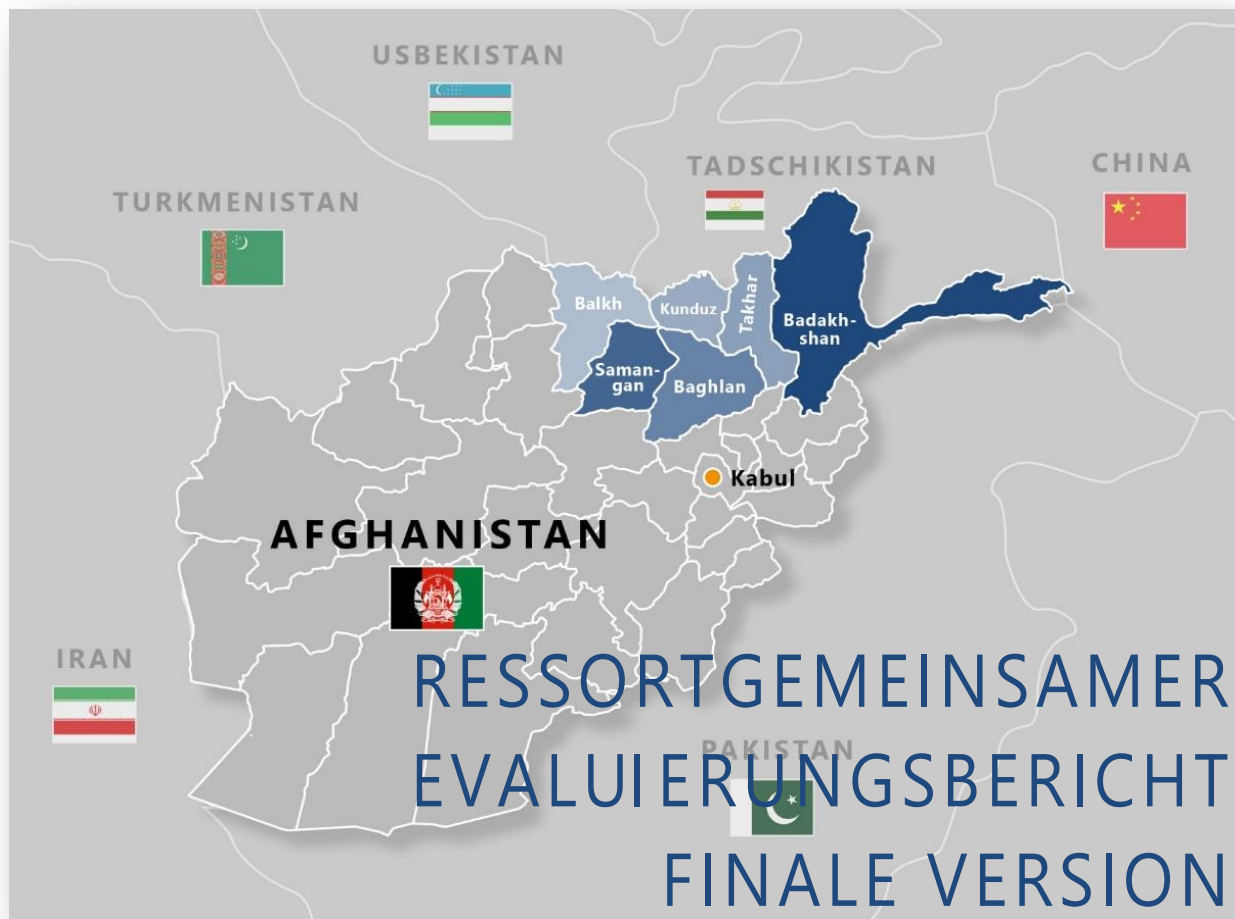 USBEKISTAN
TADSCHIKISTAN
CHINA
TURKMENISTAN
Balkh
Kunduz
Takhar
Badakh-
shan
Saman-
gan
Baghlan
Kabul
AFGHANISTAN
IRAN
RESSORTGEMEINSAMER
PAKISTAN
EVALUIERUNGSBERICHT
FINALE VERSION